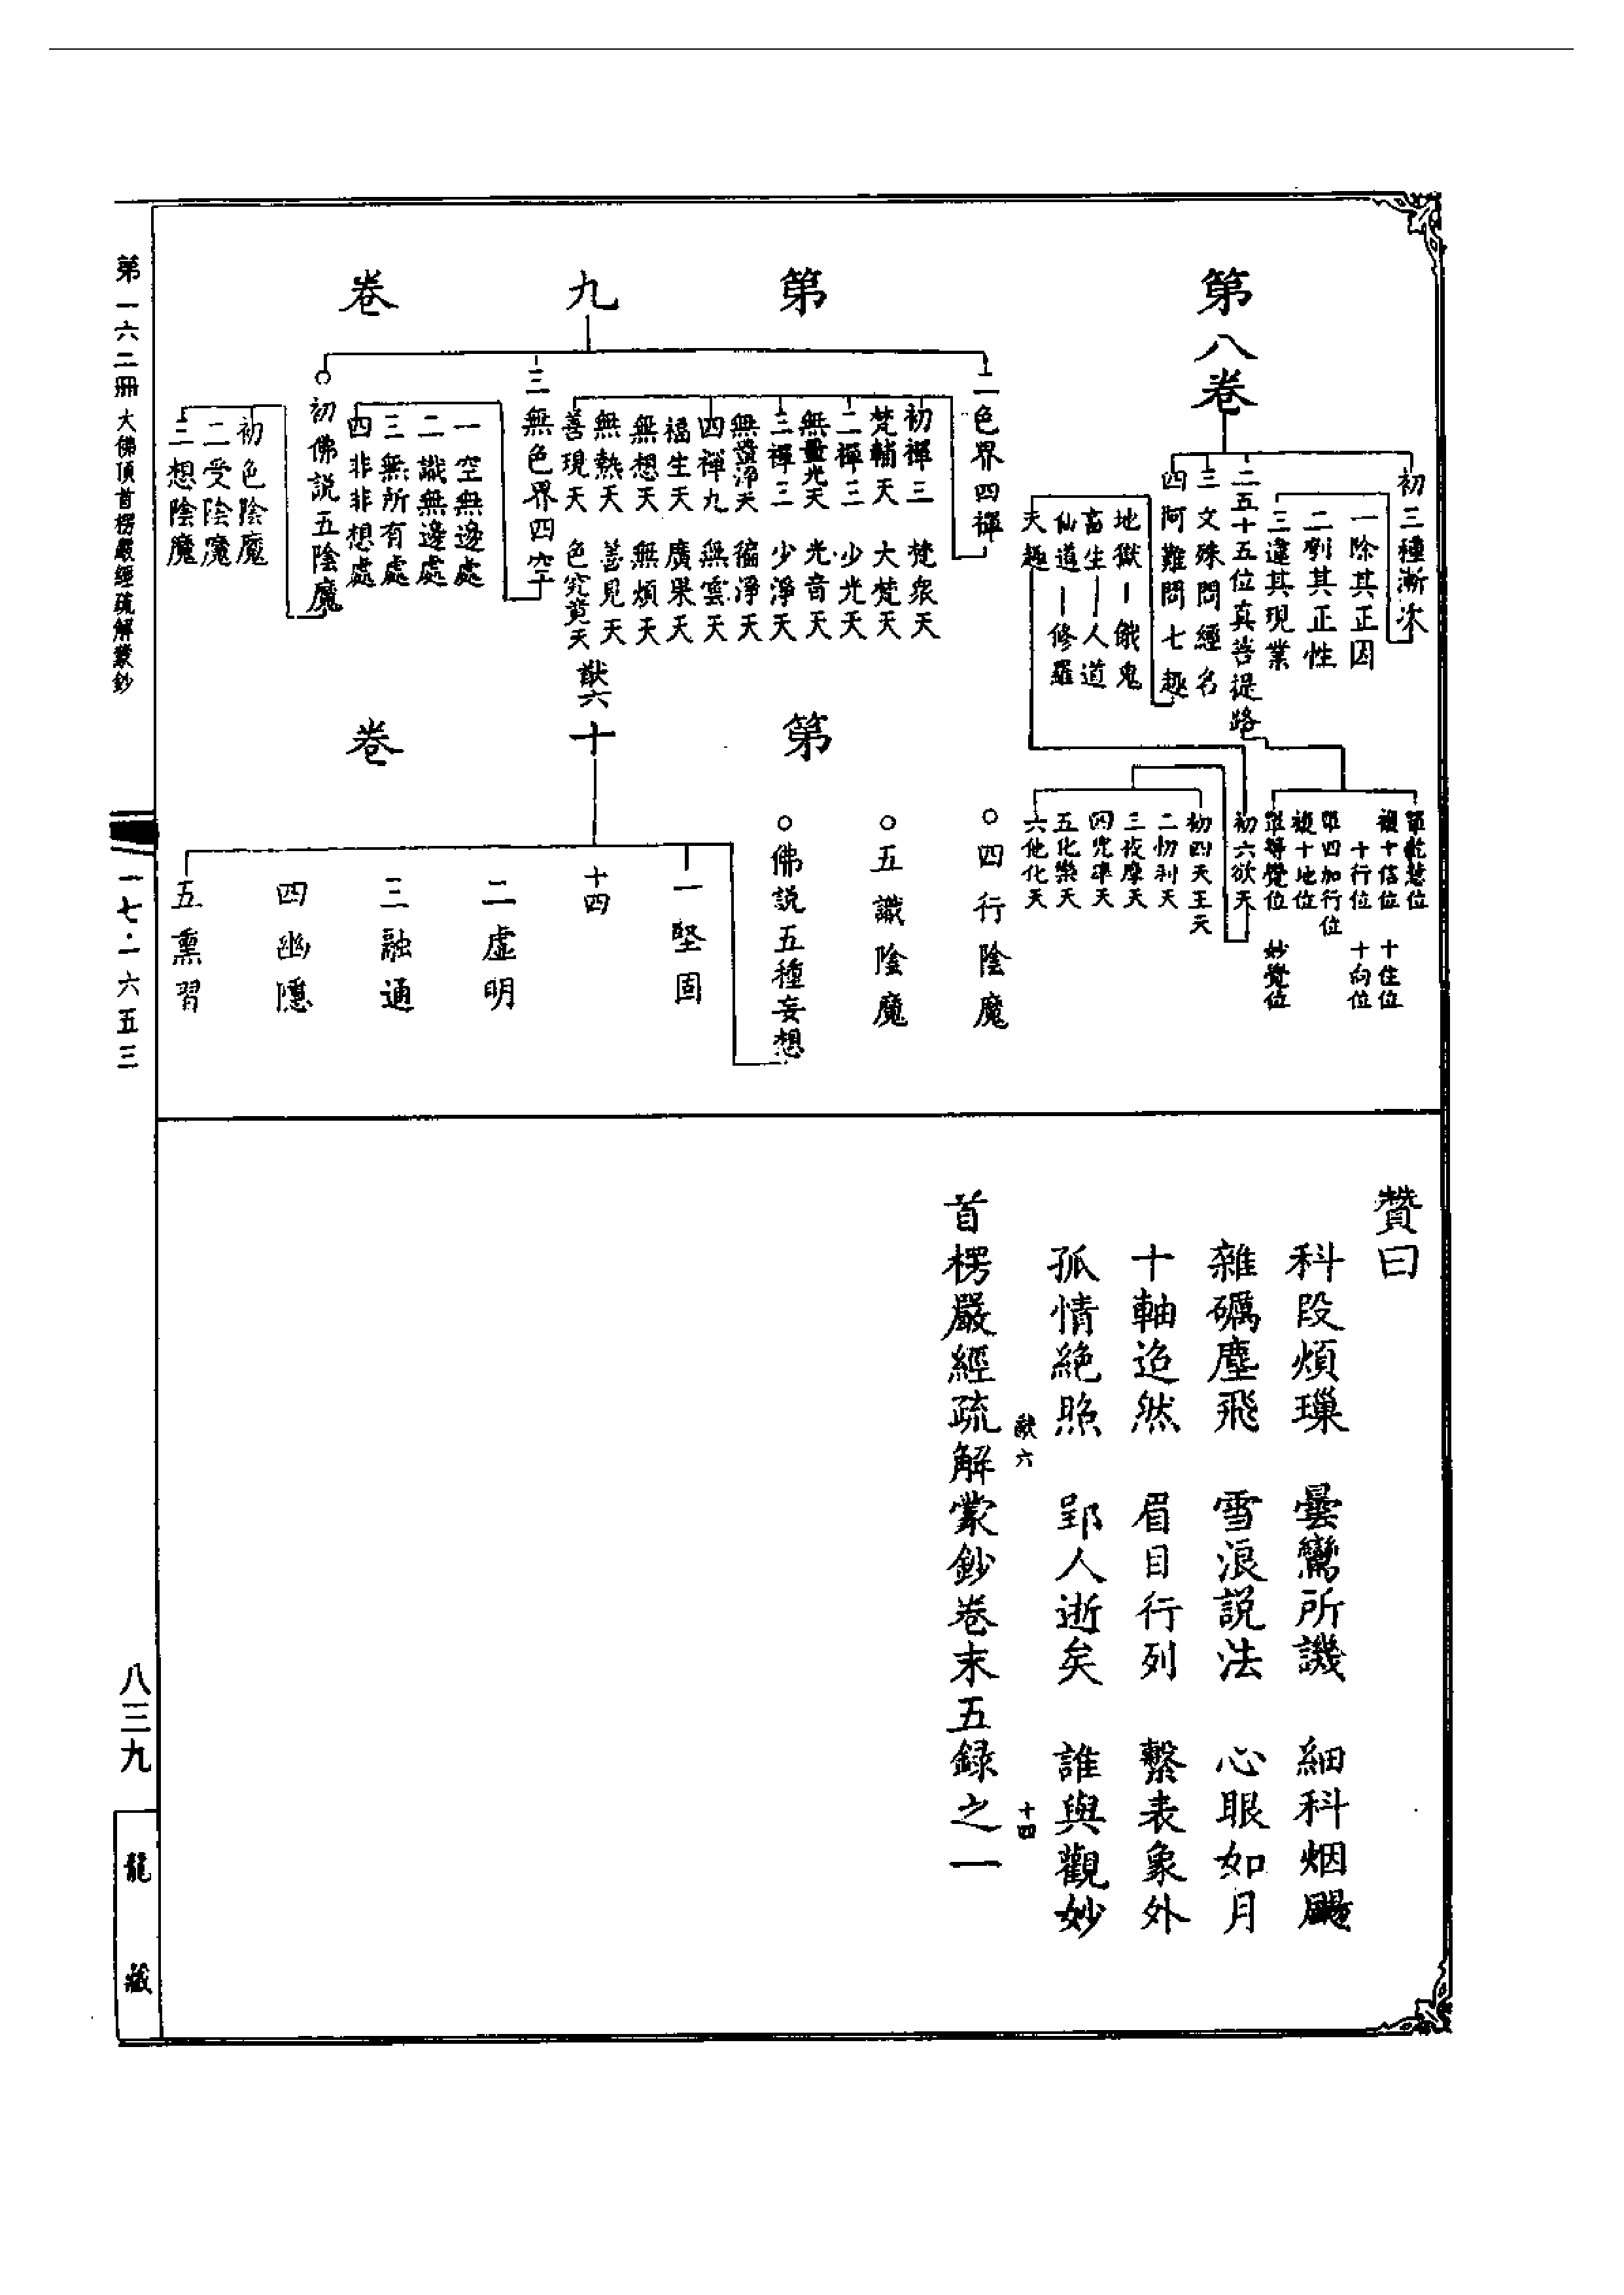 第八卷
初三種漸次
一除其正因
二刳其正性
三違其現業
二五十五位真菩提路
單乾慧位
複十信位 十住位
十行位 十向位
單四加行位
複十地位
單等覺位 妙覺位
三文殊問經名
四阿難問七趣
地獄 餓鬼
畜生 人道
仙道 修羅
天趣
初六欲天
初四天王天
二忉利天
三夜摩天
四兜率天
五化樂天
六他化天
第九卷
二色界四禪
初禪三 梵衆天
梵輔天 大梵天
二禪三 少光天
無量光天 光音天
三禪三 少淨天
無量淨天 徧淨天
四禪九 無雲天
福生天 廣果天
無想天 無煩天
無熱天 善見天
善現天 色究竟天
三無色界四空
一空無邊處
二識無邊處
三無所有處
四非非想處
○初佛説五陰魔
初色陰魔
二受陰魔
三想陰魔
猷六
○四行陰魔
○五識陰魔
第十卷
○佛説五種妄想
一堅固
十四
二虛明
三融通
四幽隱
五熏習
贊曰
科段煩璅 曇鸞所譏 細科烟颺
雜礪塵飛 雪浪説法 心眼如月
十軸迢然 眉目行列 繫表象外
孤情絶照 郢人逝矣 誰與觀妙
猷六 十四
首楞嚴經疏解蒙鈔卷末五録之一
第一六二冊 大佛頂首楞嚴經疏解蒙鈔
一七·一六五三
八三九
龍藏